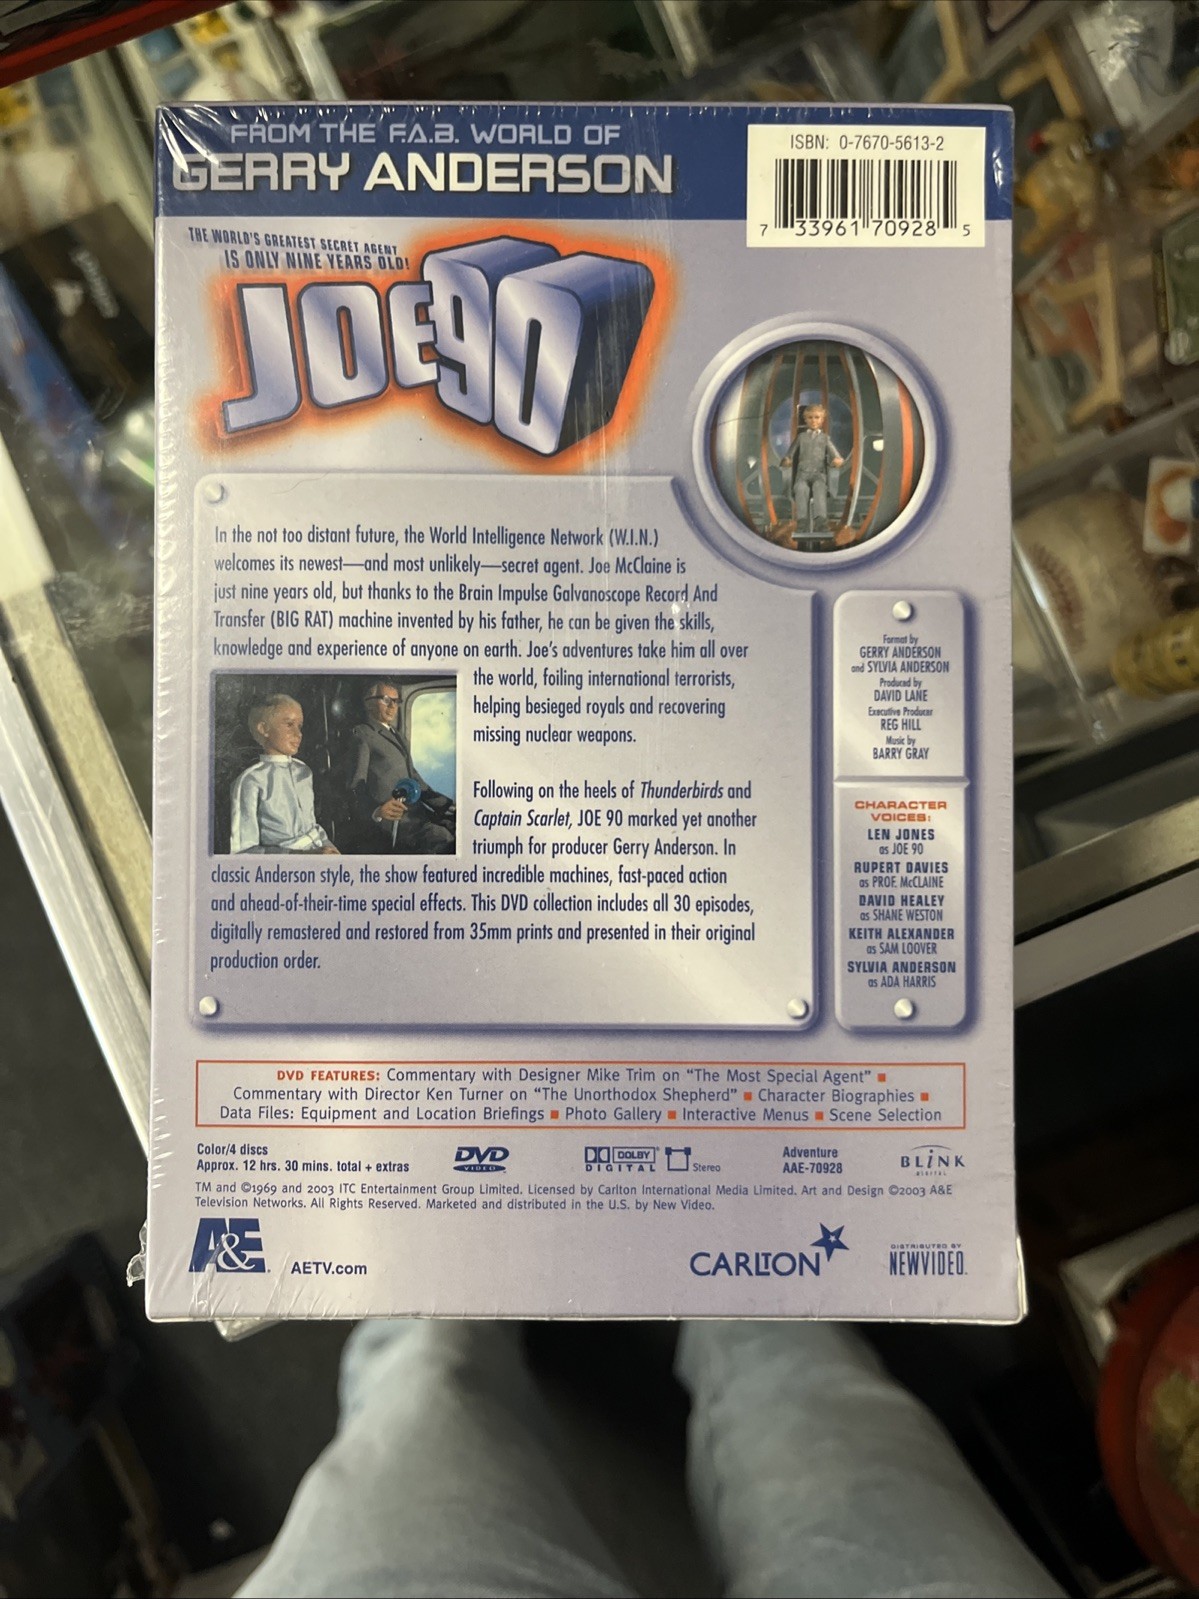 FROM THE F.A.B. WORLD OF
GERRY ANDERSON
ISBN: 0-7670-5613-2
7 33961 70928 5
THE WORLD'S GREATEST SECRET AGENT
IS ONLY NINE YEARS OLD!
JOE 90
In the not too distant future, the World Intelligence Network (W.I.N.)
welcomes its newest—and most unlikely—secret agent. Joe McClaine is
just nine years old, but thanks to the Brain Impulse Galvanoscope Record And
Transfer (BIG RAT) machine invented by his father, he can be given the skills,
knowledge and experience of anyone on earth. Joe's adventures take him all over
the world, foiling international terrorists,
helping besieged royals and recovering
missing nuclear weapons.
Following on the heels of Thunderbirds and
Captain Scarlet, JOE 90 marked yet another
triumph for producer Gerry Anderson. In
classic Anderson style, the show featured incredible machines, fast-paced action
and ahead-of-their-time special effects. This DVD collection includes all 30 episodes,
digitally remastered and restored from 35mm prints and presented in their original
production order.
Format by
GERRY ANDERSON
and SYLVIA ANDERSON
Produced by
DAVID LANE
Executive Producer
REG HILL
Music by
BARRY GRAY
CHARACTER
VOICES:
LEN JONES
as JOE 90
RUPERT DAVIES
as PROF. McCLAINE
DAVID HEALEY
as SHANE WESTON
KEITH ALEXANDER
as SAM LOOVER
SYLVIA ANDERSON
as ADA HARRIS
DVD FEATURES: Commentary with Designer Mike Trim on "The Most Special Agent" ■
Commentary with Director Ken Turner on "The Unorthodox Shepherd" ■ Character Biographies ■
Data Files: Equipment and Location Briefings ■ Photo Gallery ■ Interactive Menus ■ Scene Selection
Color/4 discs
Approx. 12 hrs. 30 mins. total + extras
DVD
VIDEO
DOLBY
DIGITAL
Stereo
Adventure
AAE-70928
BLiNK
DIGITAL
TM and ©1969 and 2003 ITC Entertainment Group Limited. Licensed by Carlton International Media Limited. Art and Design ©2003 A&E
Television Networks. All Rights Reserved. Marketed and distributed in the U.S. by New Video.
A&E
AETV.com
CARLTON
DISTRIBUTED BY
NEWVIDEO